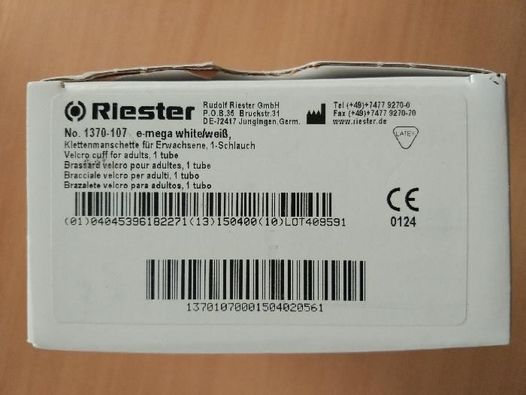 Riester
Rudolf Riester GmbH
P.O.B.35 Bruckstr.31
DE-72417 Jungingen.Germ.
Tel (+49)+7477 9270-0
Fax (+49)+7477 9270-70
www.riester.de
No. 1370-107 e-mega white/weiß,
LATEX
Klettenmanschette für Erwachsene, 1-Schlauch
Velcro cuff for adults, 1 tube
Brassard velcro pour adultes, 1 tube
Bracciale velcro per adulti, 1 tubo
Brazalete velcro para adultos, 1 tubo
CE
0124
(01)04045396182271(13)150400(10)LOT409591
13701070001504020561